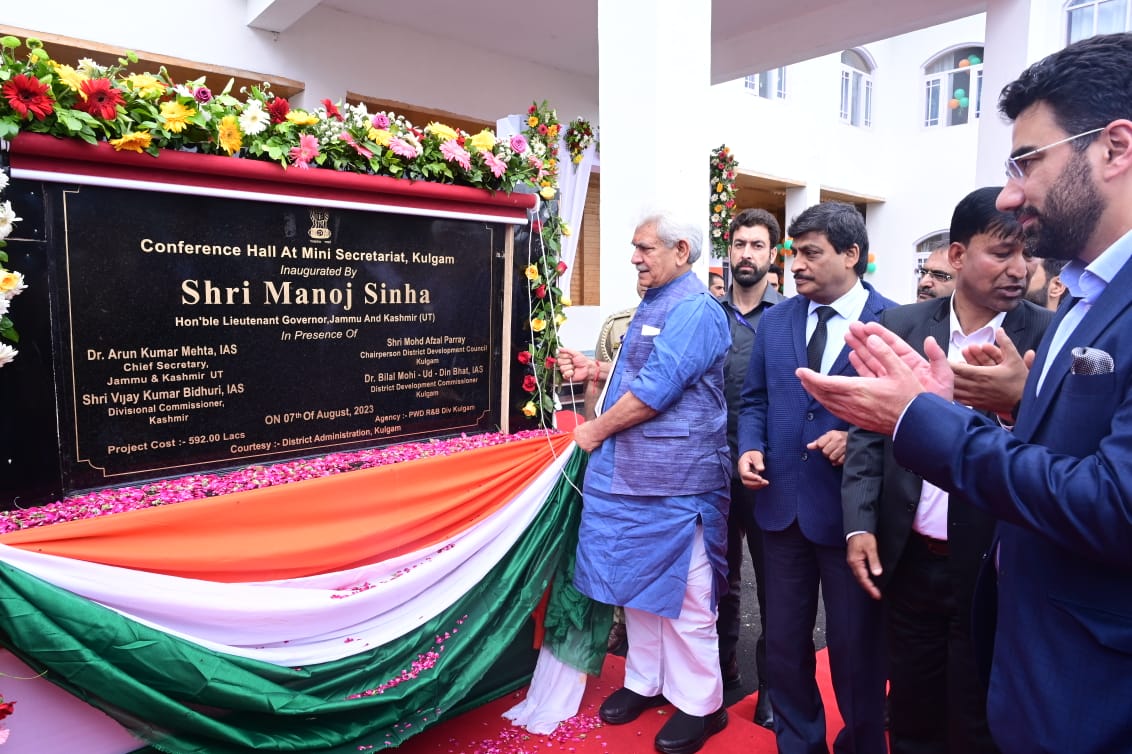 Conference Hall At Mini Secretariat, Kulgam
Inaugurated By
Shri Manoj Sinha
Hon'ble Lieutenant Governor,Jammu And Kashmir (UT)
In Presence Of
Dr. Arun Kumar Mehta, IAS
Chief Secretary,
Jammu & Kashmir UT
Shri Vijay Kumar Bidhuri, IAS
Divisional Commissioner,
Kashmir
Shri Mohd Afzal Parray
Chairperson District Development Council
Kulgam
Dr. Bilal Mohi - Ud - Din Bhat, IAS
District Development Commissioner
Kulgam
ON 07th Of August, 2023
Project Cost :- 592.00 Lacs
Agency :- PWD R&B Div Kulgam
Courtesy :- District Administration, Kulgam